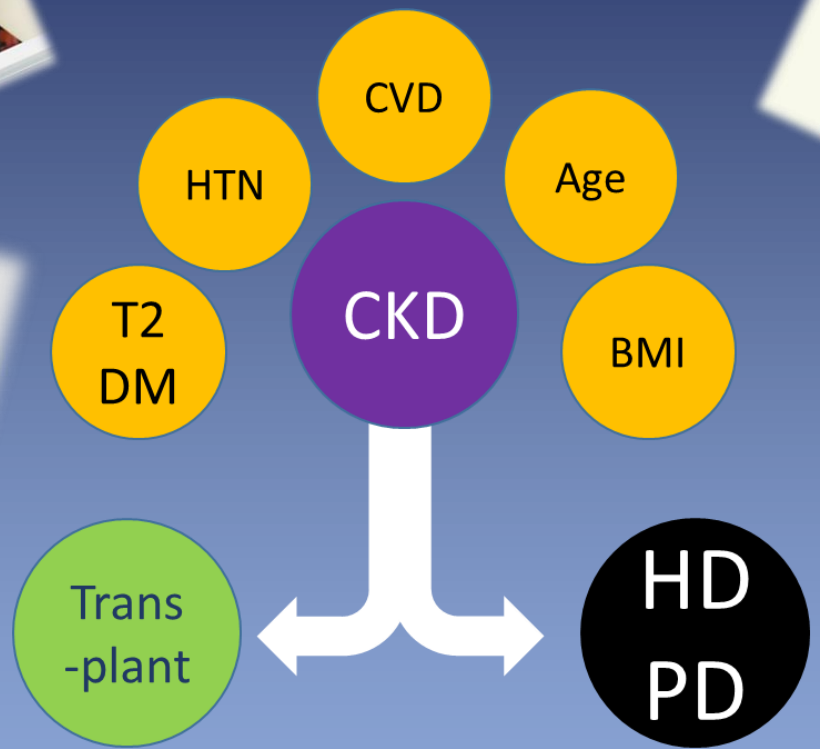 CVD
HTN
Age
CKD
T2
DM
BMI
Trans
-plant
HD
PD